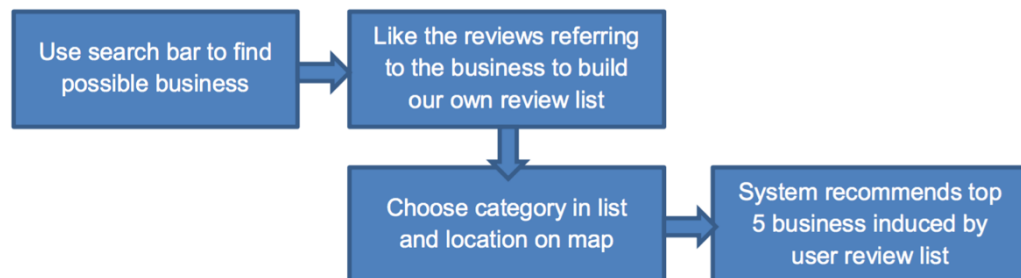 Use search bar to find
possible business
Like the reviews referring
to the business to build
our own review list
Choose category in list
and location on map
System recommends top
5 business induced by
user review list